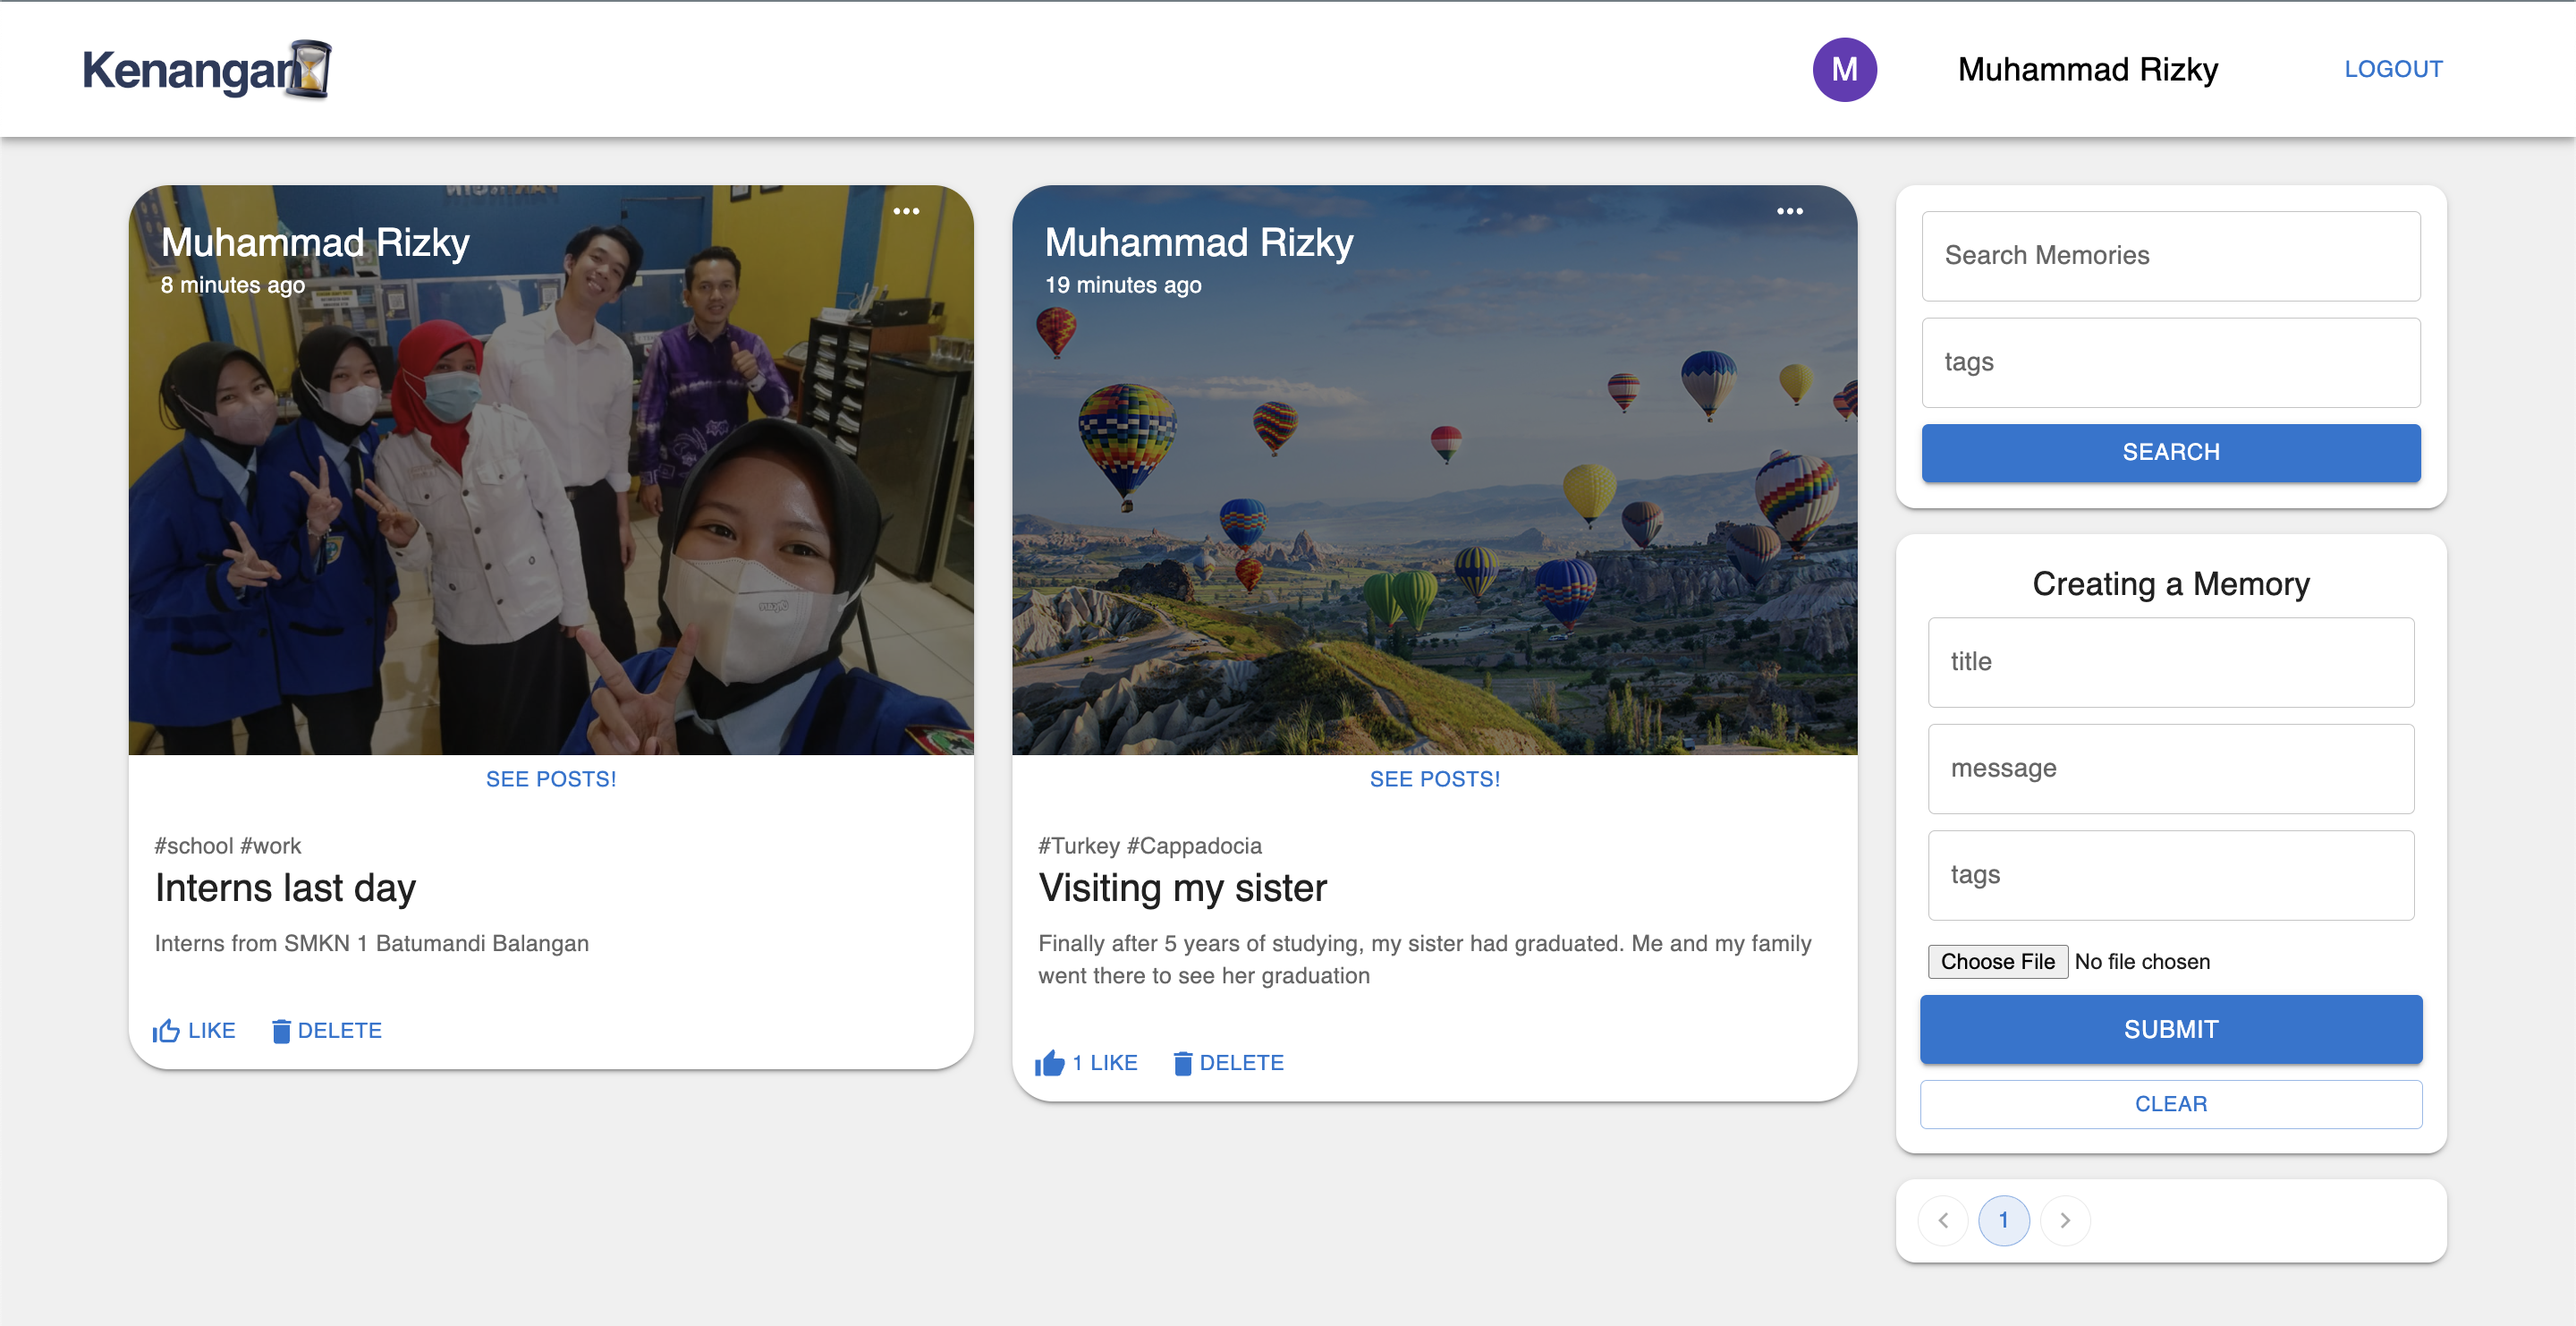 Kenangan
M
Muhammad Rizky
LOGOUT
Muhammad Rizky
8 minutes ago
SEE POSTS!
#school #work
Interns last day
Interns from SMKN 1 Batumandi Balangan
LIKE
DELETE
Muhammad Rizky
19 minutes ago
SEE POSTS!
#Turkey #Cappadocia
Visiting my sister
Finally after 5 years of studying, my sister had graduated. Me and my family
went there to see her graduation
1 LIKE
DELETE
Search Memories
tags
SEARCH
Creating a Memory
title
message
tags
Choose File No file chosen
SUBMIT
CLEAR
1